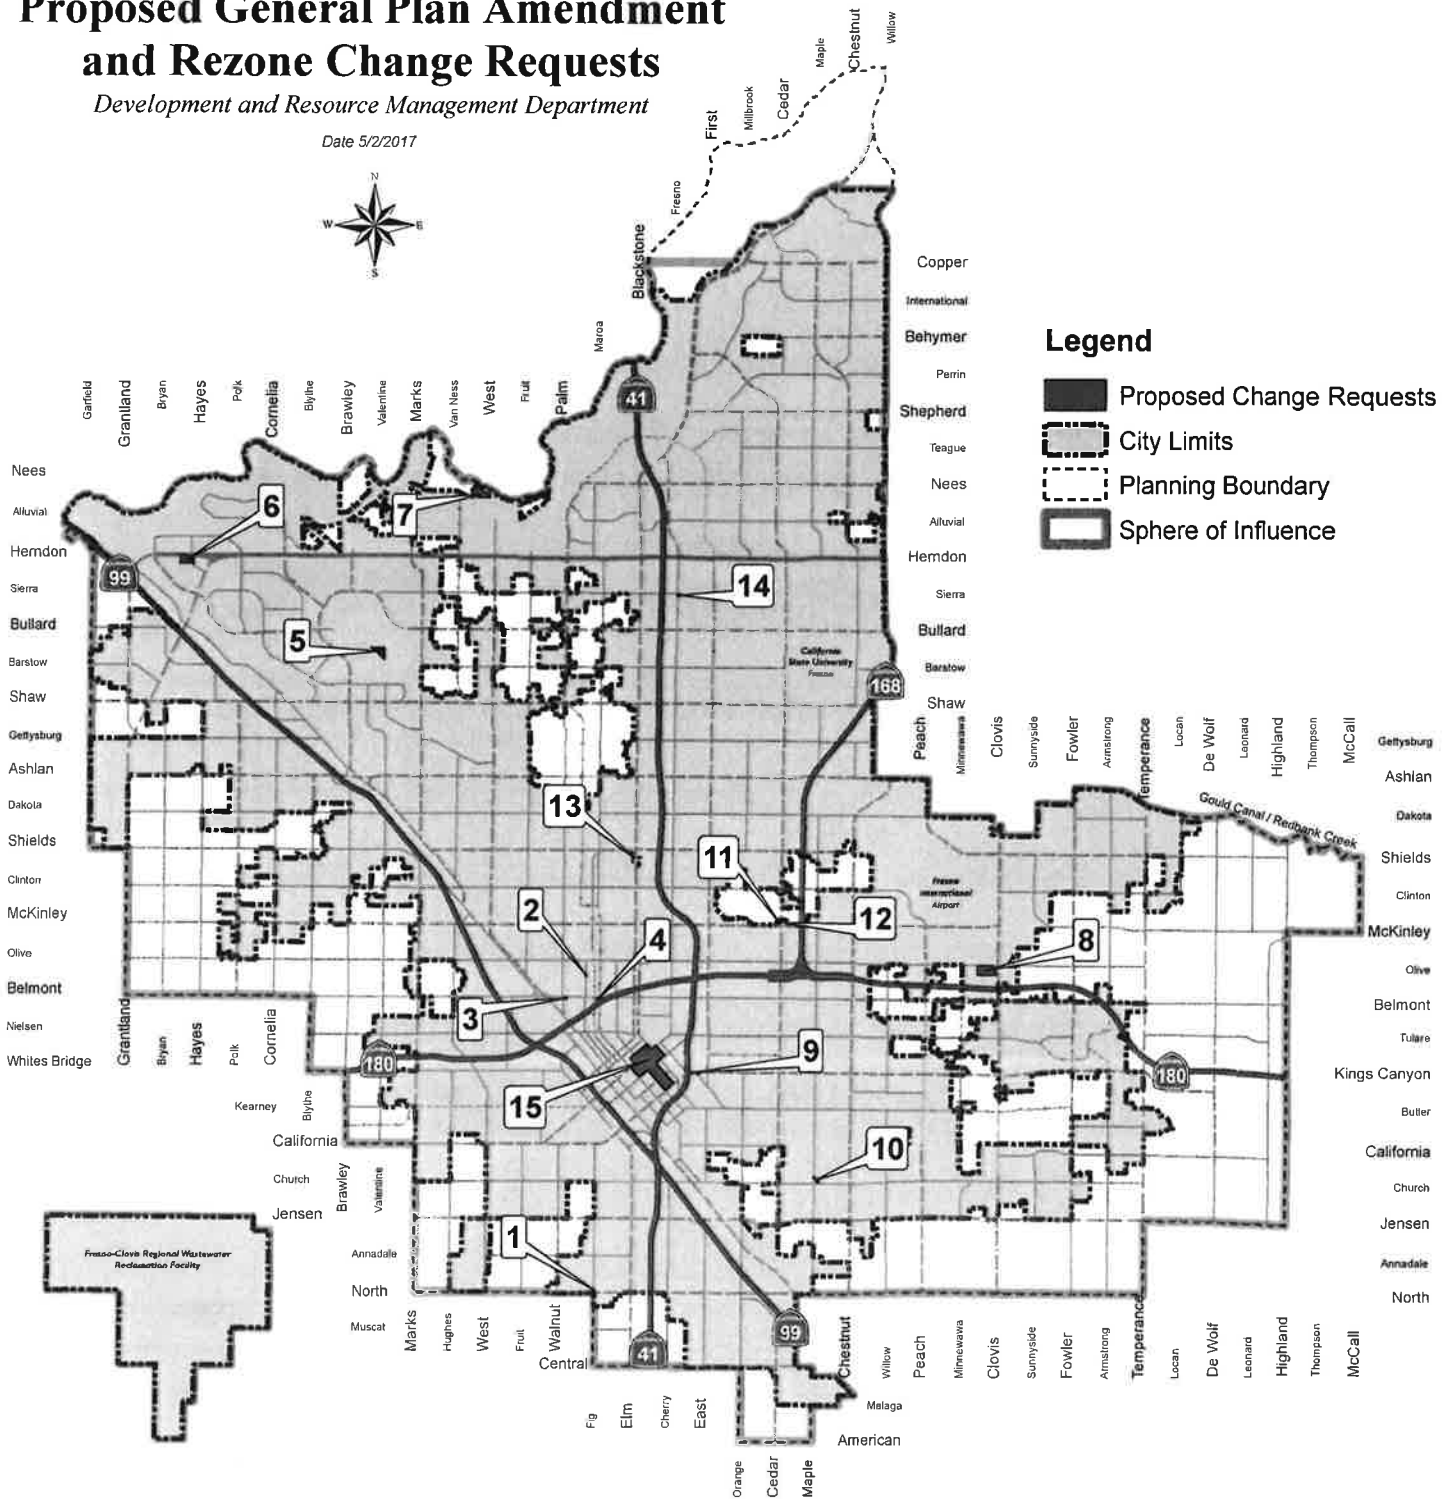 Proposed General Plan Amendment
and Rezone Change Requests
Development and Resource Management Department
Date 5/2/2017
N
W E
S
Fresno
First
Millbrook
Cedar
Maple
Chestnut
Willow
Blackstone
Maroa
Garfield
Grantland
Bryan
Hayes
Polk
Cornelia
Blythe
Brawley
Valentine
Marks
Van Ness
West
Fruit
Palm
Copper
International
Behymer
Perrin
Shepherd
Teague
Nees
Alluvial
Herndon
Sierra
Bullard
Barstow
Shaw
Legend
Proposed Change Requests
City Limits
Planning Boundary
Sphere of Influence
Nees
Alluvial
Herndon
Sierra
Bullard
Barstow
Shaw
Gettysburg
Ashlan
Dakota
Shields
Clinton
McKinley
Olive
Belmont
Nielsen
Whites Bridge
41
99
168
180
180
41
99
6
7
14
5
13
11
12
2
4
8
3
9
15
10
1
California
State University
Fresno
Fresno
International
Airport
Peach
Minnewawa
Clovis
Sunnyside
Fowler
Armstrong
Temperance
Locan
De Wolf
Leonard
Highland
Thompson
McCall
Gould Canal / Redbank Creek
Gettysburg
Ashlan
Dakota
Shields
Clinton
McKinley
Olive
Belmont
Tulare
Kings Canyon
Butler
California
Church
Jensen
Annadale
North
Grantland
Bryan
Hayes
Polk
Cornelia
Kearney
Blythe
California
Church
Brawley
Valentine
Jensen
Annadale
North
Muscat
Marks
Hughes
West
Fruit
Walnut
Central
Fig
Elm
Cherry
East
Orange
Cedar
Maple
Chestnut
Willow
Peach
Minnewawa
Clovis
Sunnyside
Fowler
Armstrong
Temperance
Locan
De Wolf
Leonard
Highland
Thompson
McCall
Malaga
American
Fresno-Clovis Regional Wastewater
Reclamation Facility